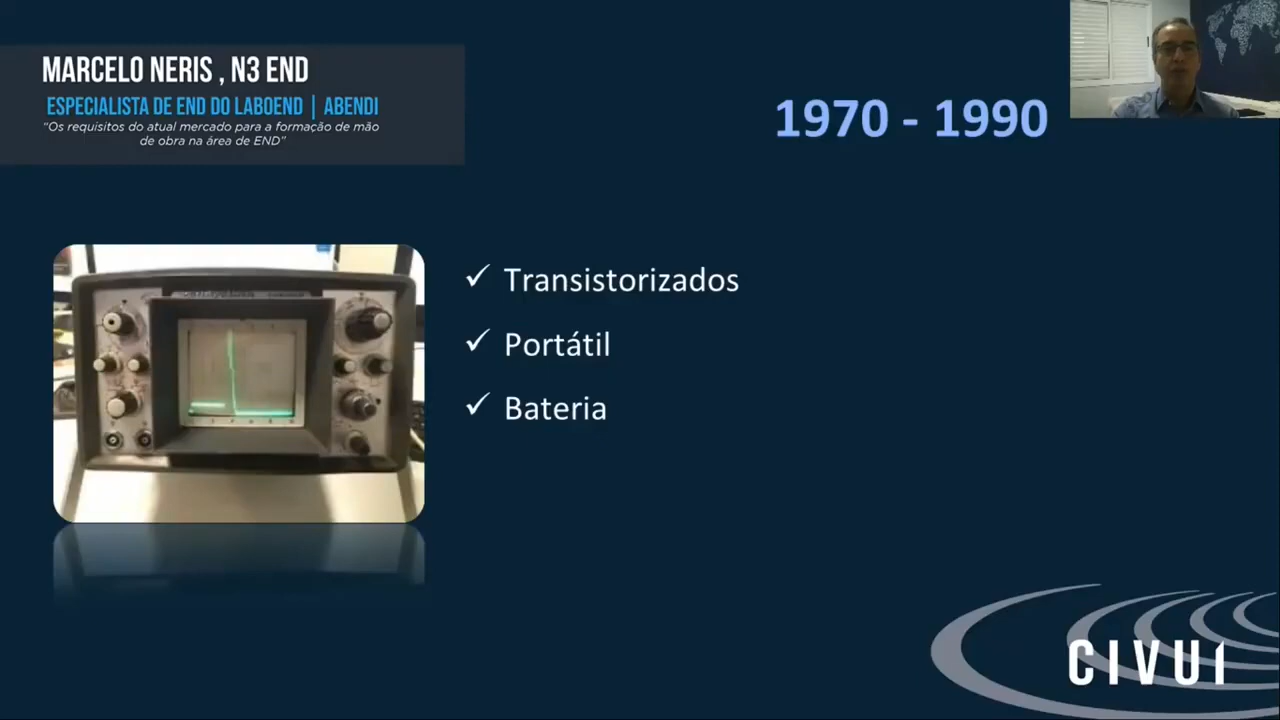 MARCELO NERIS , N3 END
ESPECIALISTA DE END DO LABOEND | ABENDI
“Os requisitos do atual mercado para a formação de mão
de obra na área de END”
1970 - 1990
✓ Transistorizados
✓ Portátil
✓ Bateria
CIVUI